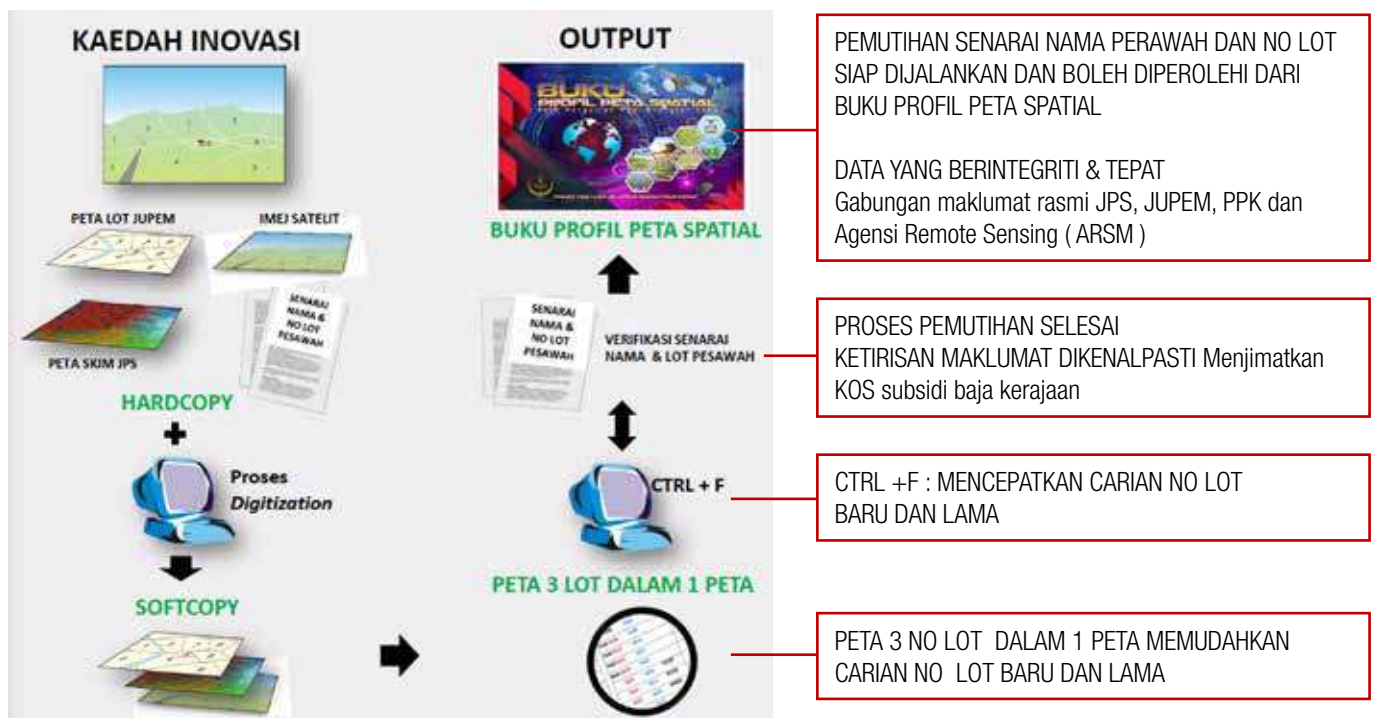 KAEDAH INOVASI
PETA LOT JUPEM
IMEJ SATELIT
PETA SKIM JPS
SENARAI
NAMA &
NO LOT
PESAWAH
HARDCOPY
+
Proses
Digitization
SOFTCOPY
OUTPUT
BUKU
PROFIL PETA SPATIAL
BUKU PROFIL PETA SPATIAL
SENARAI
NAMA &
NO LOT
PESAWAH
VERIFIKASI SENARAI
NAMA & LOT PESAWAH
CTRL + F
PETA 3 LOT DALAM 1 PETA
PEMUTIHAN SENARAI NAMA PERAWAH DAN NO LOT
SIAP DIJALANKAN DAN BOLEH DIPEROLEHI DARI
BUKU PROFIL PETA SPATIAL
DATA YANG BERINTEGRITI & TEPAT
Gabungan maklumat rasmi JPS, JUPEM, PPK dan
Agensi Remote Sensing ( ARSM )
PROSES PEMUTIHAN SELESAI
KETIRISAN MAKLUMAT DIKENALPASTI Menjimatkan
KOS subsidi baja kerajaan
CTRL +F : MENCEPATKAN CARIAN NO LOT
BARU DAN LAMA
PETA 3 NO LOT DALAM 1 PETA MEMUDAHKAN
CARIAN NO LOT BARU DAN LAMA